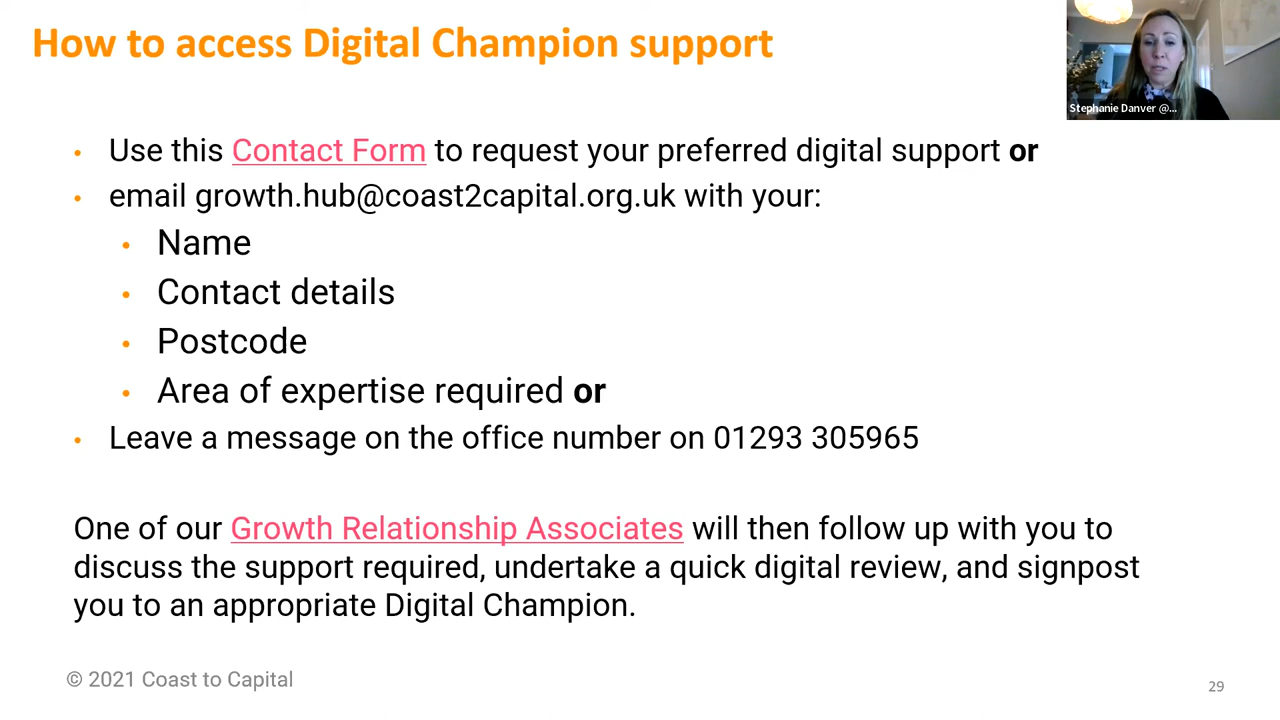 How to access Digital Champion support
Stephanie Danver @...
• Use this Contact Form to request your preferred digital support or
• email growth.hub@coast2capital.org.uk with your:
• Name
• Contact details
• Postcode
• Area of expertise required or
• Leave a message on the office number on 01293 305965
One of our Growth Relationship Associates will then follow up with you to
discuss the support required, undertake a quick digital review, and signpost
you to an appropriate Digital Champion.
© 2021 Coast to Capital
29